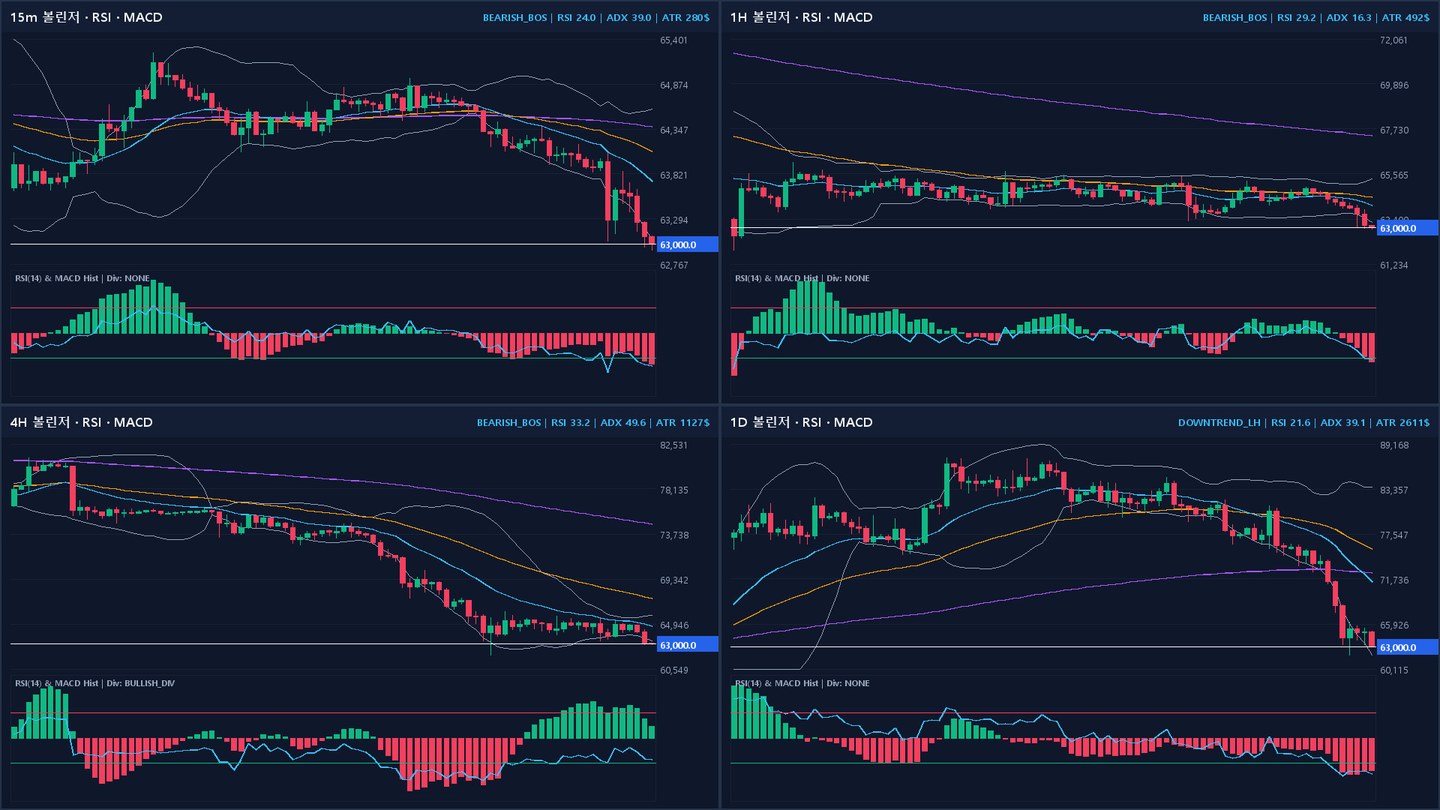 15m 볼린저 · RSI · MACD
BEARISH_BOS | RSI 24.0 | ADX 39.0 | ATR 280$
65,401
64,874
64,347
63,821
63,294
63,000.0
62,767
RSI(14) & MACD Hist | Div: NONE
1H 볼린저 · RSI · MACD
BEARISH_BOS | RSI 29.2 | ADX 16.3 | ATR 492$
72,061
69,896
67,730
65,565
63,000.0
61,234
RSI(14) & MACD Hist | Div: NONE
4H 볼린저 · RSI · MACD
BEARISH_BOS | RSI 33.2 | ADX 49.6 | ATR 1127$
82,531
78,135
73,738
69,342
64,946
63,000.0
60,549
RSI(14) & MACD Hist | Div: BULLISH_DIV
1D 볼린저 · RSI · MACD
DOWNTREND_LH | RSI 21.6 | ADX 39.1 | ATR 2611$
89,168
83,357
77,547
71,736
65,926
63,000.0
60,115
RSI(14) & MACD Hist | Div: NONE